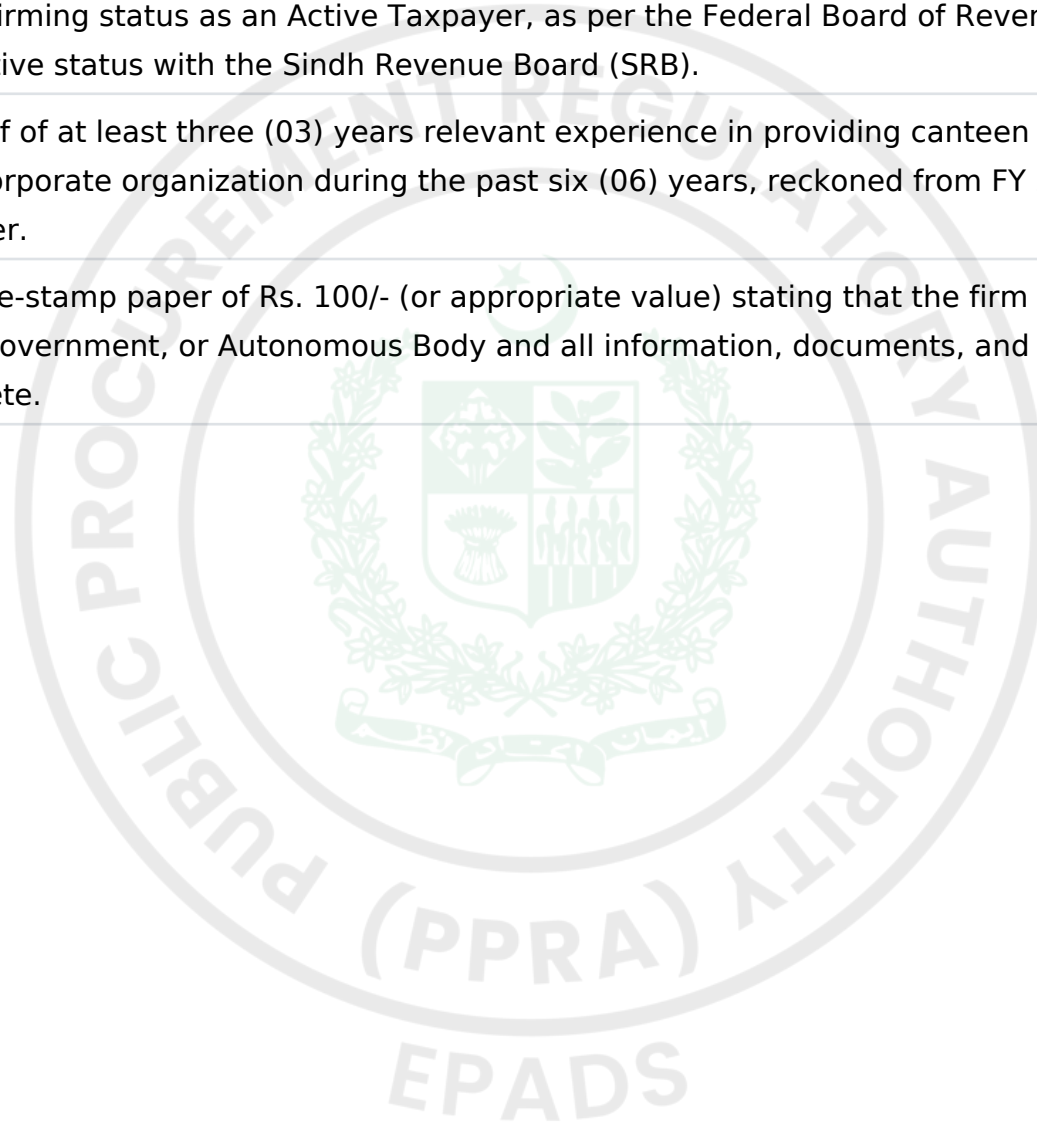 irming status as an Active Taxpayer, as per the Federal Board of Reven
tive status with the Sindh Revenue Board (SRB).
f of at least three (03) years relevant experience in providing canteen
orporate organization during the past six (06) years, reckoned from FY
er.
e-stamp paper of Rs. 100/- (or appropriate value) stating that the firm
overnment, or Autonomous Body and all information, documents, and
ete.
PUBLIC PROCUREMENT REGULATORY AUTHORITY
(PPRA)
EPADS